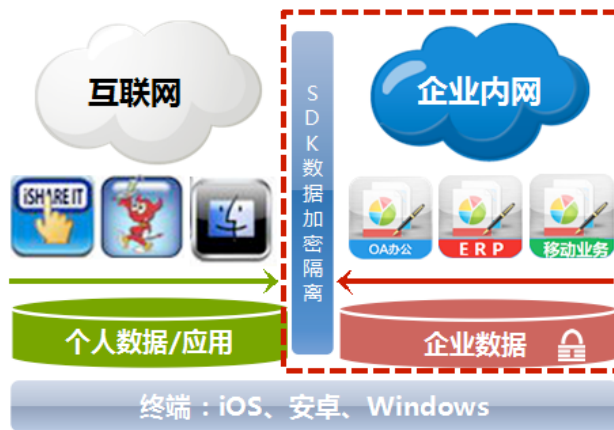 互联网
企业内网
SDK数据加密隔离
iSHARE IT
OA办公
ERP
移动业务
个人数据/应用
企业数据
终端：iOS、安卓、Windows